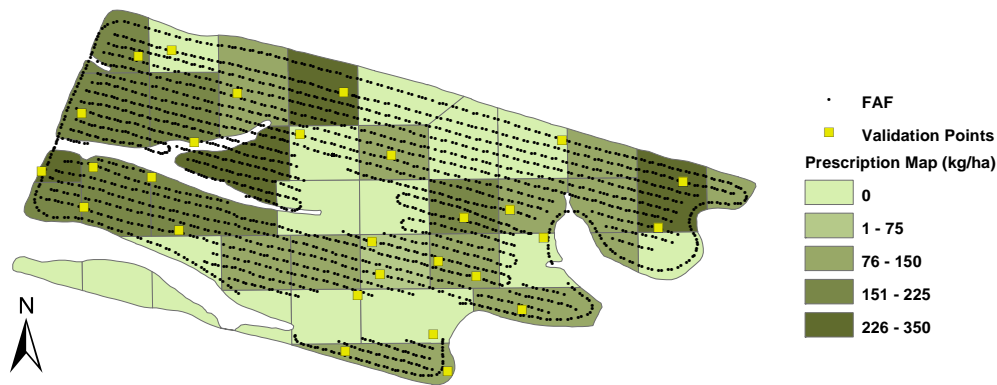 N
FAF
Validation Points
Prescription Map (kg/ha)
0
1 - 75
76 - 150
151 - 225
226 - 350